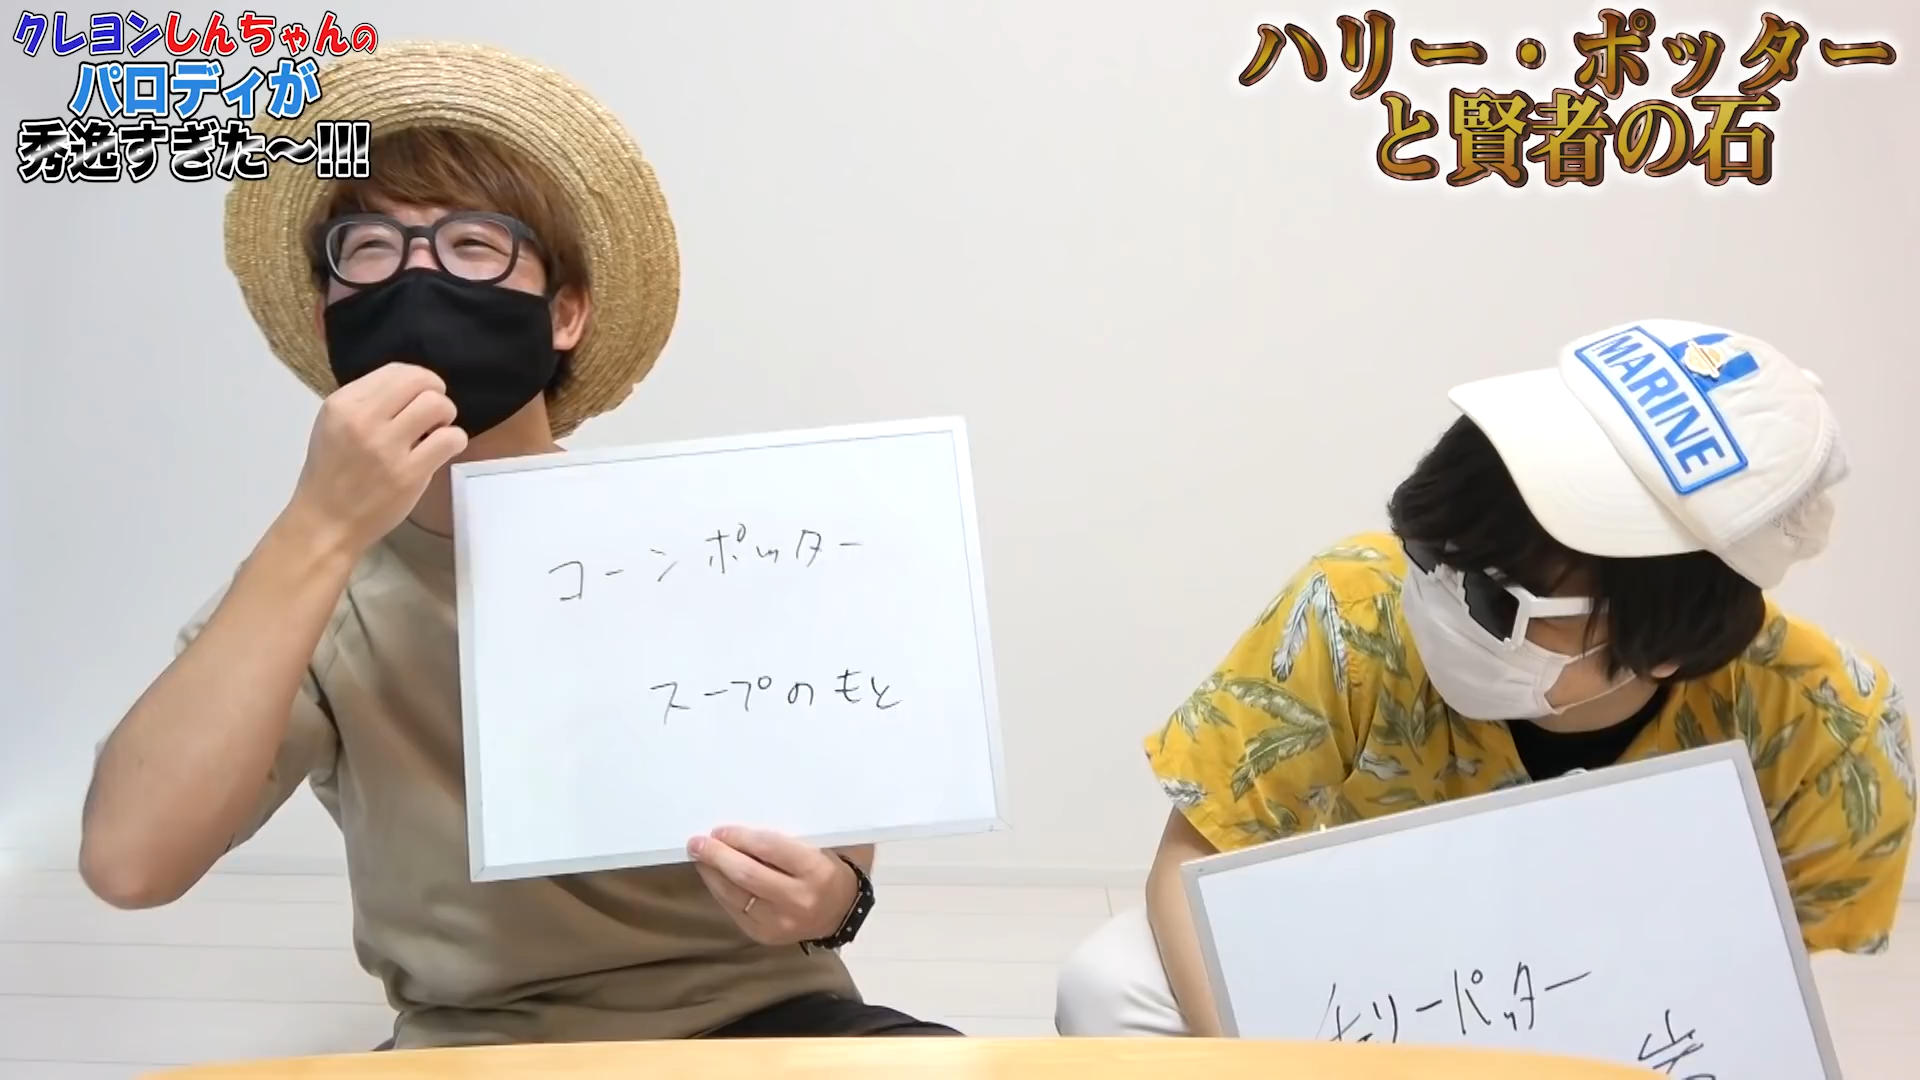 クレヨンしんちゃんの
パロディが
秀逸すぎた〜!!!
ハリー・ポッター
と賢者の石
MARINE
コーンポッター
スープのもと
リーパッター